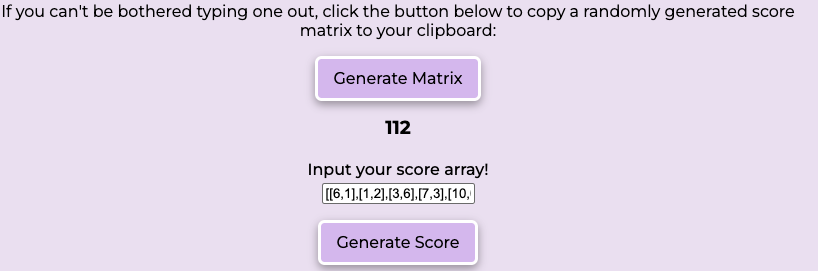 If you can't be bothered typing one out, click the button below to copy a randomly generated score
matrix to your clipboard:
Generate Matrix
112
Input your score array!
[[6,1],[1,2],[3,6],[7,3],[10,
Generate Score